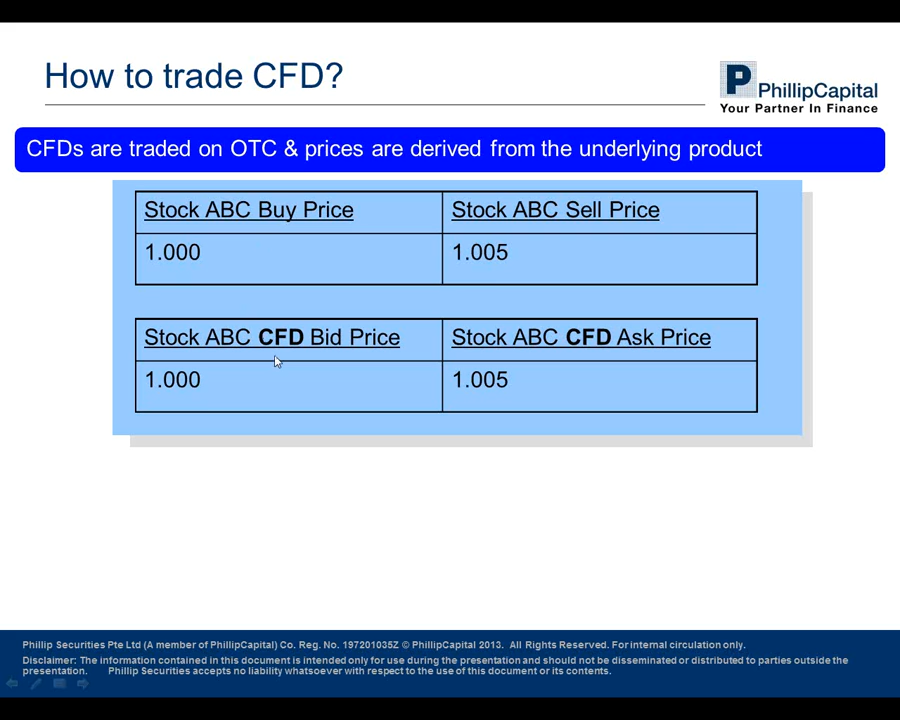 How to trade CFD?
P PhillipCapital
Your Partner In Finance
CFDs are traded on OTC & prices are derived from the underlying product
Stock ABC Buy Price Stock ABC Sell Price
1.000 1.005
Stock ABC CFD Bid Price Stock ABC CFD Ask Price
1.000 1.005
Phillip Securities Pte Ltd (A member of PhillipCapital) Co. Reg. No. 197201035Z © PhillipCapital 2013. All Rights Reserved. For internal circulation only.
Disclaimer: The information contained in this document is intended only for use during the presentation and should not be disseminated or distributed to parties outside the
presentation. Phillip Securities accepts no liability whatsoever with respect to the use of this document or its contents.